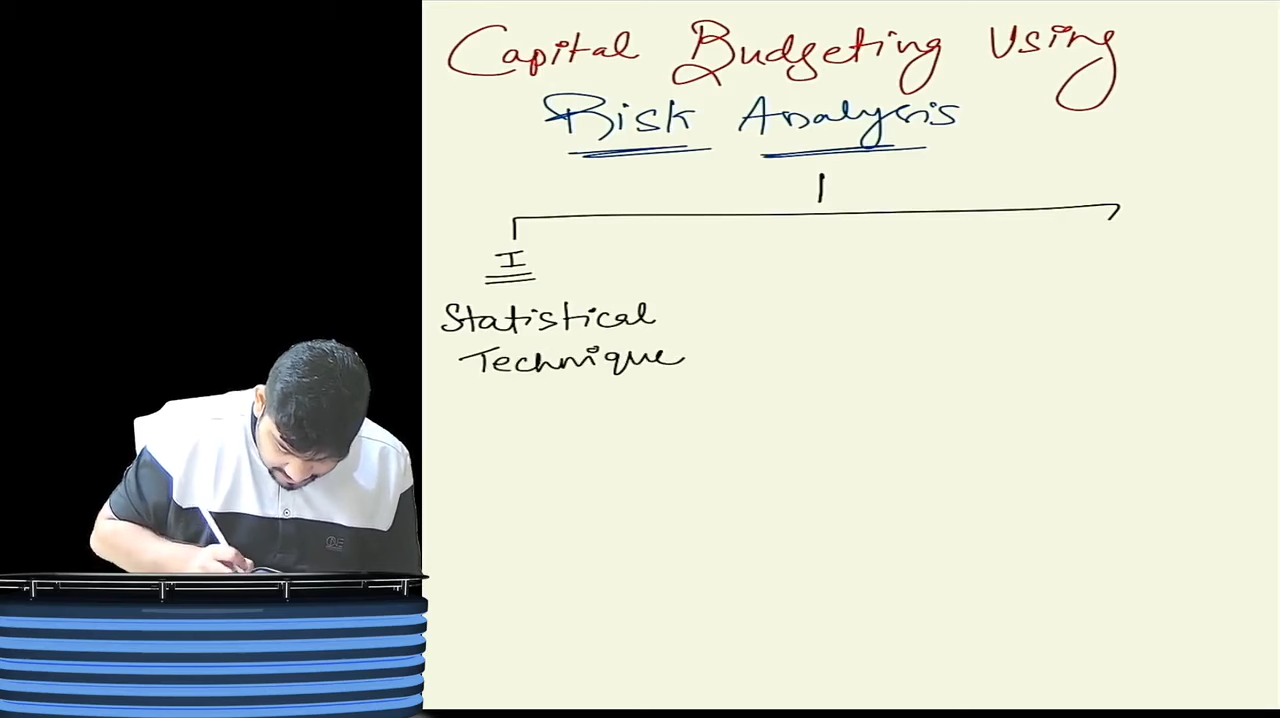 Capital Budgeting Using
Risk Analysis
I
Statistical
Technique